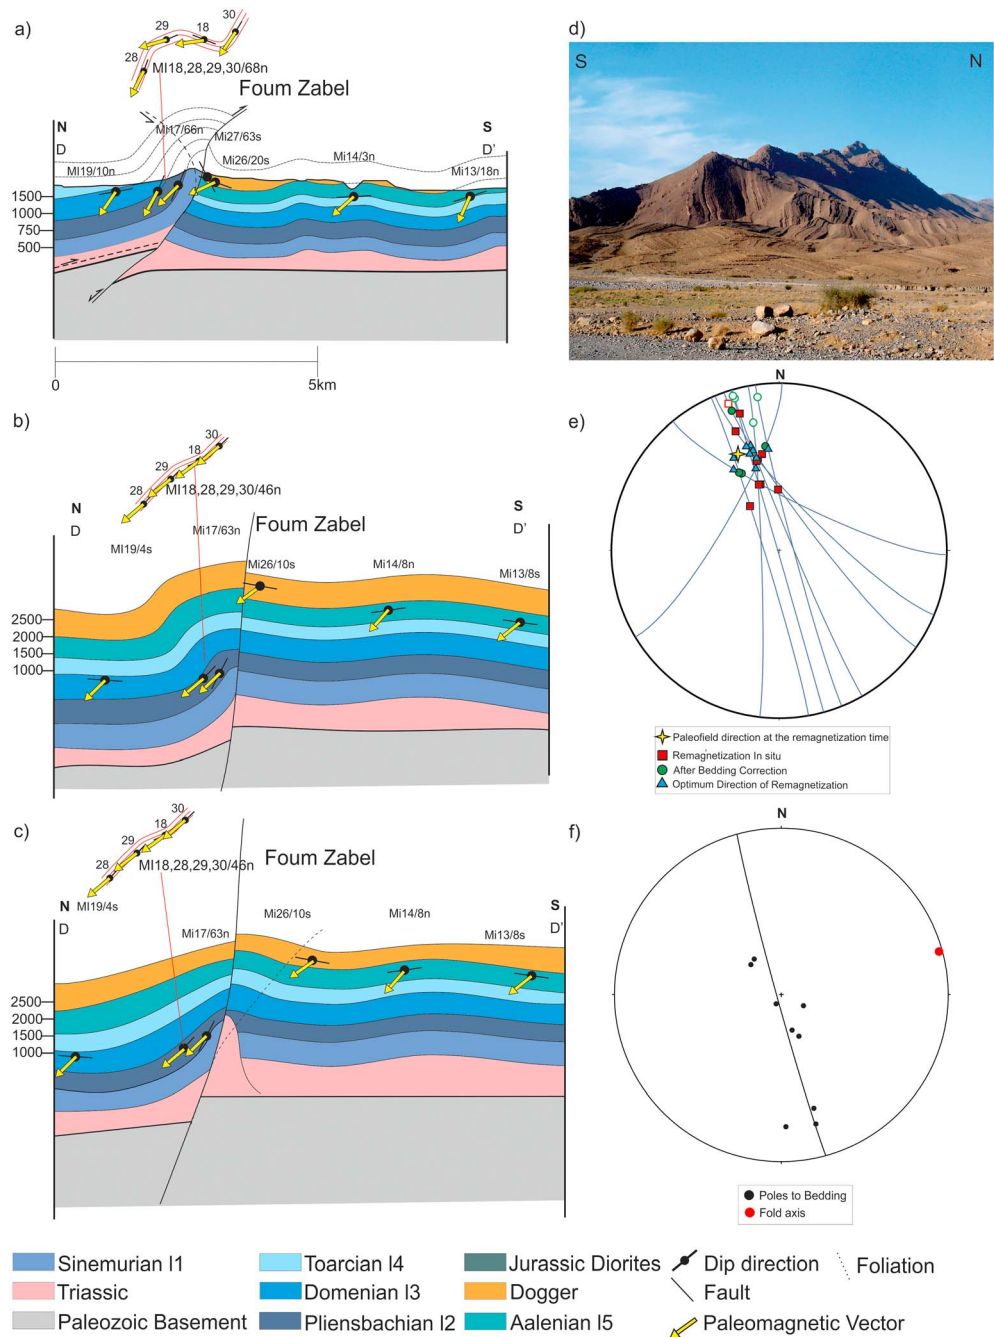 a)
30
29
18
28
MI18,28,29,30/68n
Foum Zabel
N
D
Mi17/66n
Mi27/63s
Mi26/20s
Mi14/3n
MI19/10n
Mi13/18n
S
D'
1500
1000
750
500
0
5km
b)
30
18
29
28
MI18,28,29,30/46n
N
D
Mi17/63n
Foum Zabel
S
D'
MI19/4s
Mi26/10s
Mi14/8n
Mi13/8s
2500
2000
1500
1000
c)
30
18
29
28
MI18,28,29,30/46n
Foum Zabel
MI19/4s
N
D
Mi17/63n
Mi26/10s
Mi14/8n
Mi13/8s
S
D'
2500
2000
1500
1000
d)
S
N
e)
N
Paleofield direction at the remagnetization time
Remagnetization In situ
After Bedding Correction
Optimum Direction of Remagnetization
f)
N
Poles to Bedding
Fold axis
Sinemurian l1
Toarcian l4
Jurassic Diorites
Dip direction
Foliation
Triassic
Domenian l3
Dogger
Fault
Paleozoic Basement
Pliensbachian l2
Aalenian l5
Paleomagnetic Vector